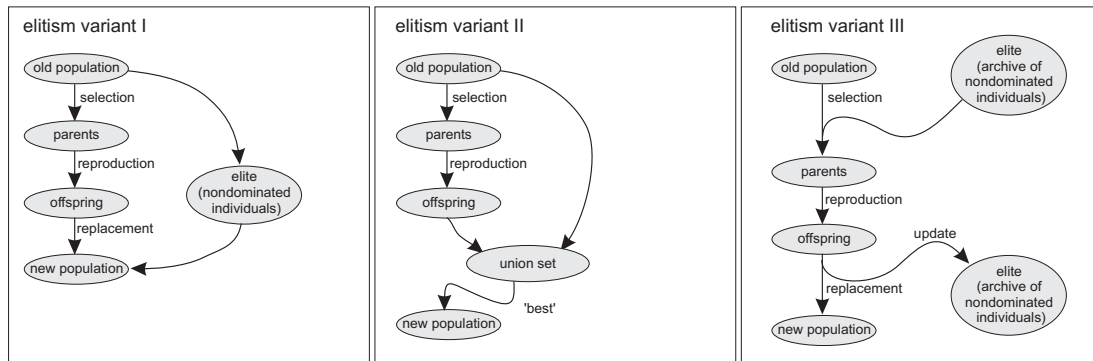 elitism variant I
old population
selection
parents
reproduction
offspring
replacement
new population
elite
(nondominated
individuals)
elitism variant II
old population
selection
parents
reproduction
offspring
union set
'best'
new population
elitism variant III
old population
elite
(archive of
nondominated
individuals)
selection
parents
reproduction
offspring
update
replacement
elite
(archive of
nondominated
individuals)
new population